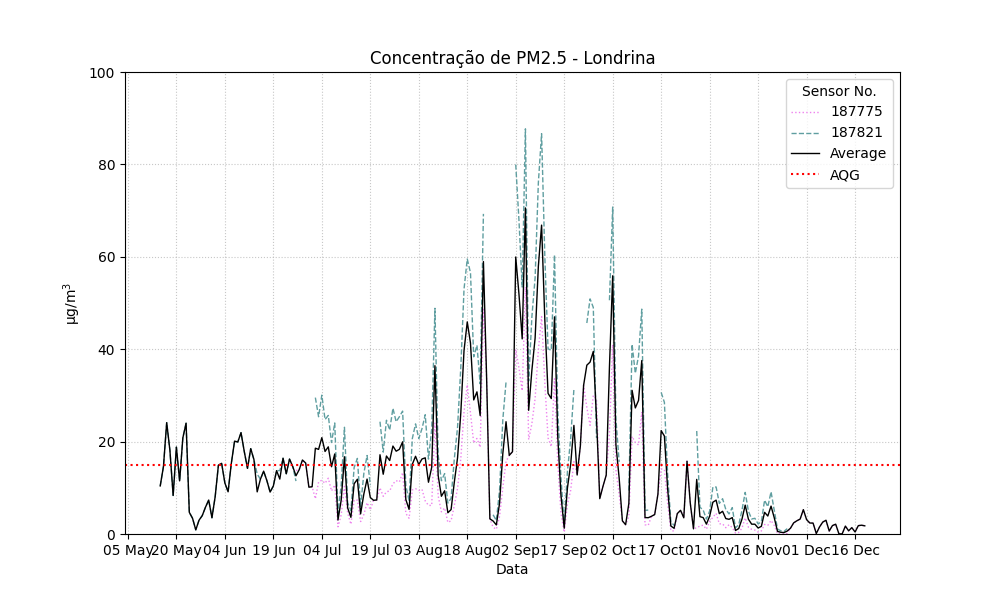 Concentração de PM2.5 - Londrina
Sensor No.
187775
187821
Average
AQG
100
80
60
40
20
0
µg/m³
05 May 20 May 04 Jun 19 Jun 04 Jul 19 Jul 03 Aug 18 Aug 02 Sep 17 Sep 02 Oct 17 Oct 01 Nov 16 Nov 01 Dec 16 Dec
Data